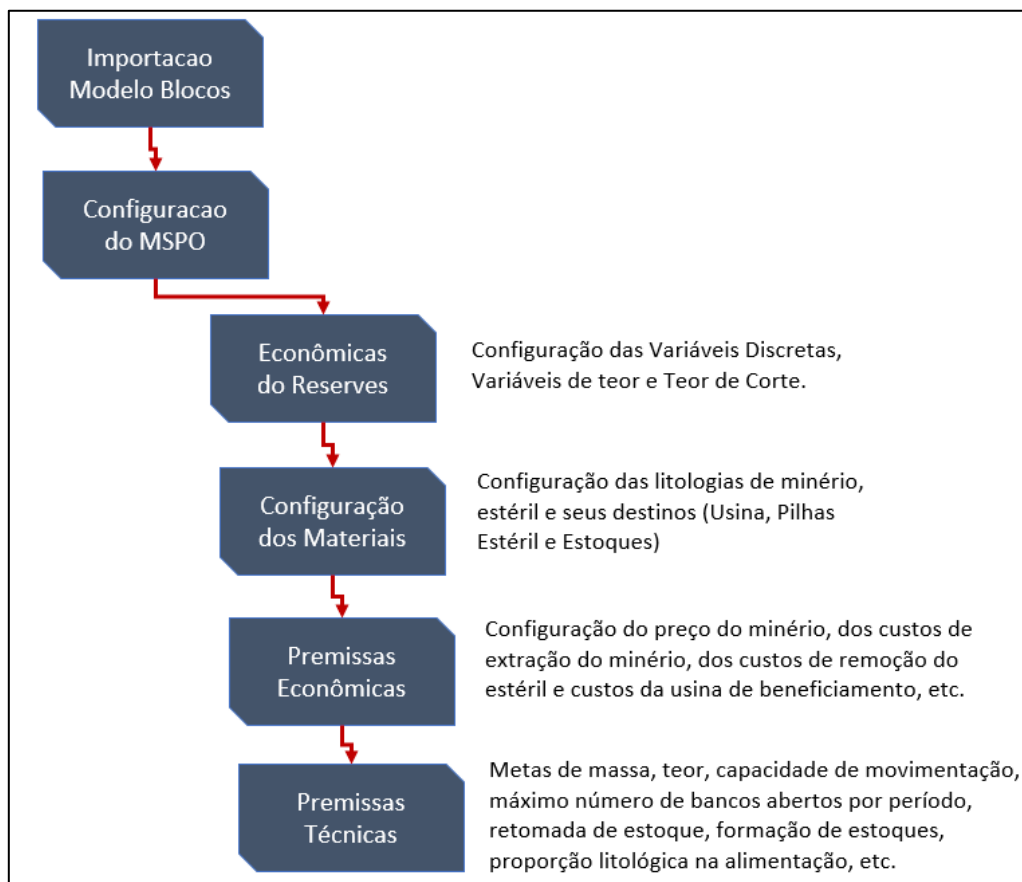 Importacao
Modelo Blocos
Configuracao
do MSPO
Econômicas
do Reserves
Configuração das Variáveis Discretas,
Variáveis de teor e Teor de Corte.
Configuração
dos Materiais
Configuração das litologias de minério,
estéril e seus destinos (Usina, Pilhas
Estéril e Estoques)
Premissas
Econômicas
Configuração do preço do minério, dos custos de
extração do minério, dos custos de remoção do
estéril e custos da usina de beneficiamento, etc.
Premissas
Técnicas
Metas de massa, teor, capacidade de movimentação,
máximo número de bancos abertos por período,
retomada de estoque, formação de estoques,
proporção litológica na alimentação, etc.